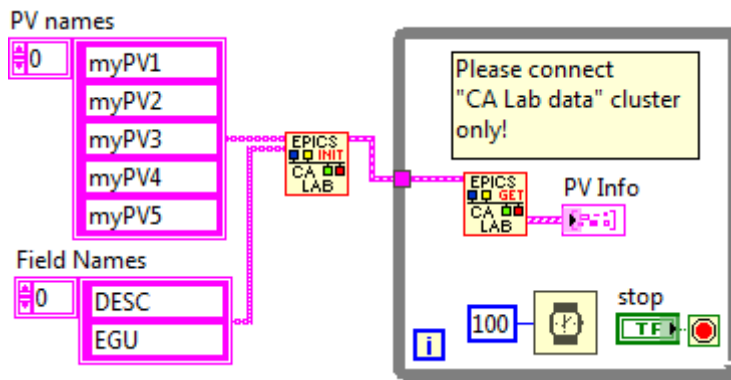 PV names
0
myPV1
myPV2
myPV3
myPV4
myPV5
Field Names
0
DESC
EGU
EPICS
INIT
CA
LAB
Please connect
"CA Lab data" cluster
only!
EPICS
GET
CA
LAB
PV Info
100
stop
TF
i